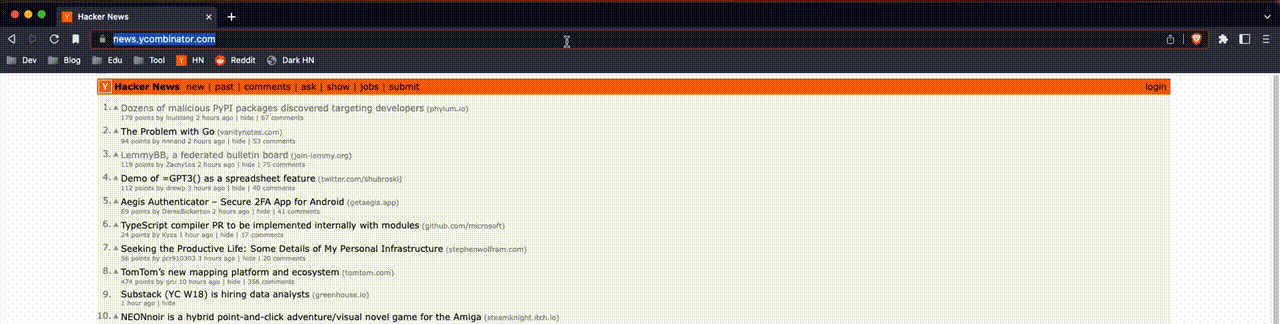 Hacker News
news.ycombinator.com
Dev Blog Edu Tool HN Reddit Dark HN
Y Hacker News new | past | comments | ask | show | jobs | submit login
1. Dozens of malicious PyPI packages discovered targeting developers (phylum.io)
179 points by louislang 2 hours ago | hide | 67 comments
2. The Problem with Go (vanitynotes.com)
94 points by nnnand 2 hours ago | hide | 53 comments
3. LemmyBB, a federated bulletin board (join-lemmy.org)
119 points by ZacnyLos 2 hours ago | hide | 75 comments
4. Demo of =GPT3() as a spreadsheet feature (twitter.com/shubroski)
112 points by drewp 3 hours ago | hide | 40 comments
5. Aegis Authenticator – Secure 2FA App for Android (getaegis.app)
69 points by DerekBickerton 2 hours ago | hide | 41 comments
6. TypeScript compiler PR to be implemented internally with modules (github.com/microsoft)
24 points by Kyza 1 hour ago | hide | 17 comments
7. Seeking the Productive Life: Some Details of My Personal Infrastructure (stephenwolfram.com)
56 points by pcr910303 3 hours ago | hide | 20 comments
8. TomTom's new mapping platform and ecosystem (tomtom.com)
474 points by gru 10 hours ago | hide | 356 comments
9. Substack (YC W18) is hiring data analysts (greenhouse.io)
1 hour ago | hide
10. NEONnoir is a hybrid point-and-click adventure/visual novel game for the Amiga (steamknight.itch.io)